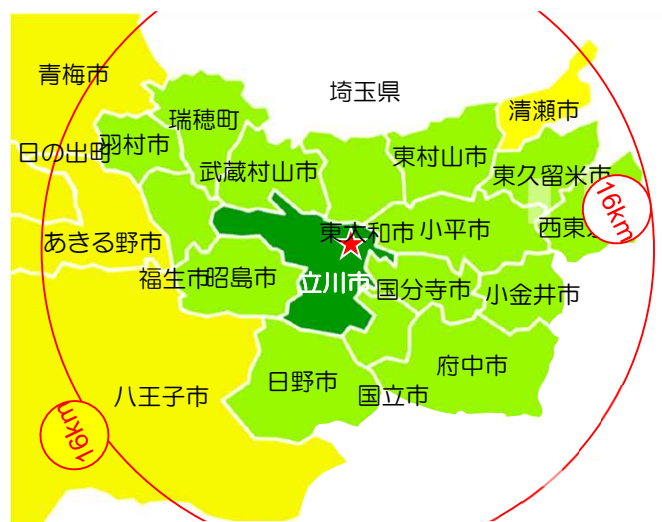 青梅市
埼玉県
清瀬市
瑞穂町
日の出町
羽村市
武蔵村山市
東村山市
東久留米市
16km
あきる野市
東大和市
小平市
西東
福生市
昭島市
立川市
国分寺市
小金井市
八王子市
日野市
国立市
府中市
16km